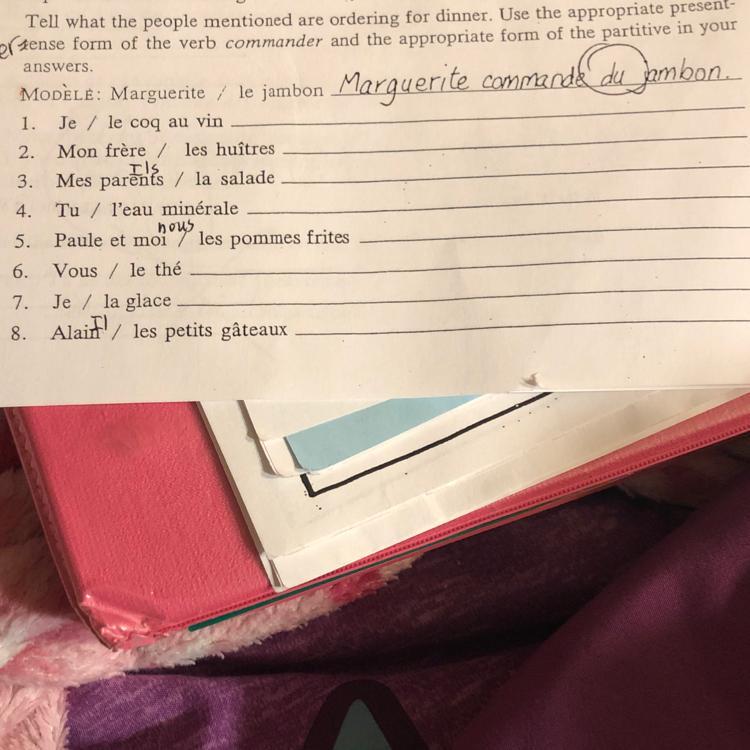 Tell what the people mentioned are ordering for dinner. Use the appropriate present-
tense form of the verb commander and the appropriate form of the partitive in your
answers.
MODÈLE: Marguerite / le jambon Marguerite commande du jambon.
1. Je / le coq au vin
2. Mon frère / les huîtres
Ils
3. Mes parents / la salade
4. Tu / l'eau minérale
nous
5. Paule et moi / les pommes frites
6. Vous / le thé
7. Je / la glace
8. Alain Il / les petits gâteaux